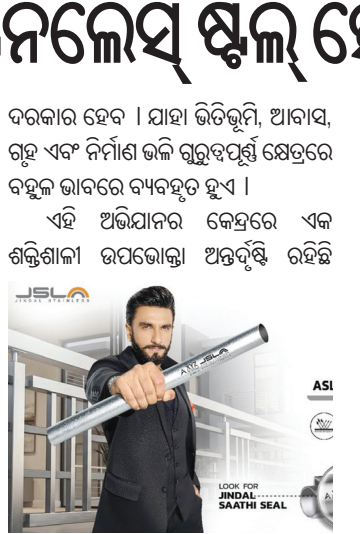 ନଲେସ୍ ଷ୍ଟିଲ୍
ଦରକାର ହେବ । ଯାହା ଭିତିଭୂମି, ଆବାସ,
ଗୃହ ଏବଂ ନିର୍ମାଣ ଭଳି ଗୁରୁତ୍ୱପୂର୍ଣ୍ଣ କ୍ଷେତ୍ରରେ
ବହୁଳ ଭାବରେ ବ୍ୟବହୃତ ହୁଏ ।
ଏହି ଅଭିଯାନର କେନ୍ଦ୍ରରେ ଏକ
ଶକ୍ତିଶାଳୀ ଉପଭୋକ୍ତା ଅନ୍ତର୍ଦୃଷ୍ଟି ରହିଛି
JSL
JINDAL STAINLESS
JSL
ASL
LOOK FOR
JINDAL
SAATHI SEAL